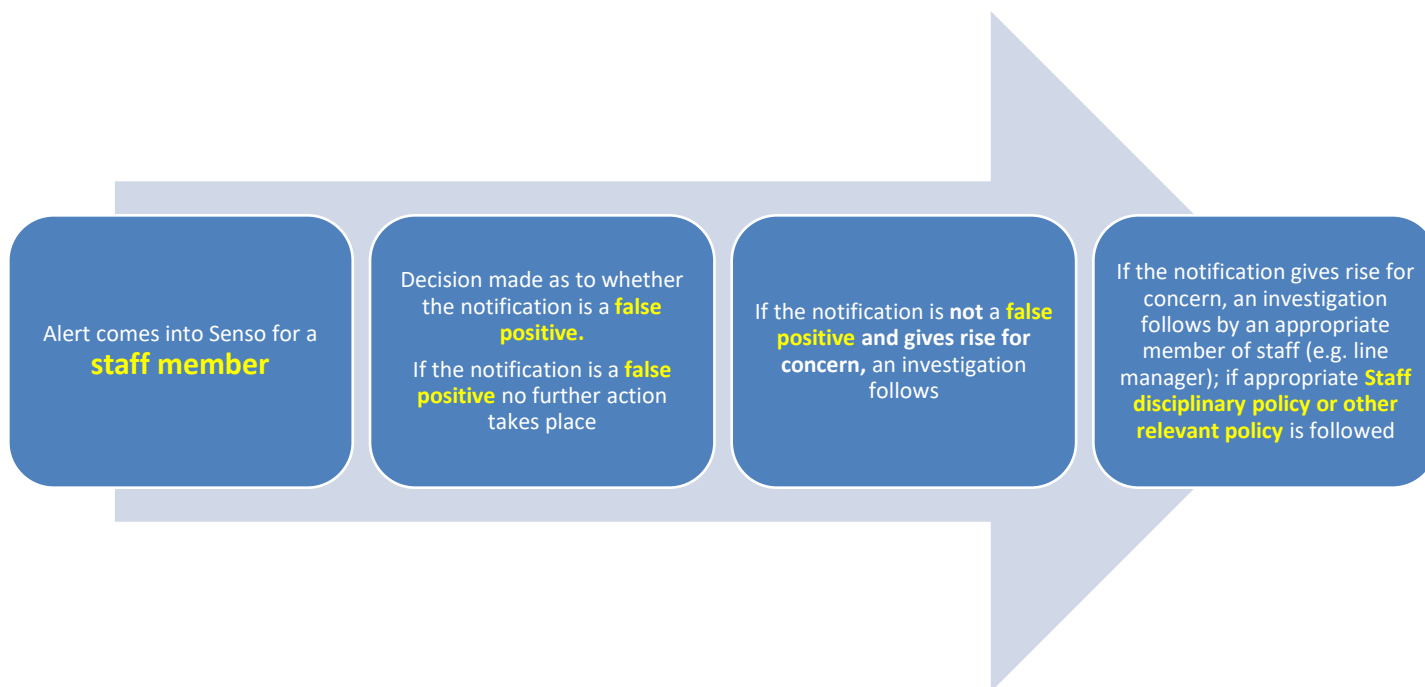 Alert comes into Senso for a
staff member
Decision made as to whether
the notification is a false
positive.
If the notification is a false
positive no further action
takes place
If the notification is not a false
positive and gives rise for
concern, an investigation
follows
If the notification gives rise for
concern, an investigation
follows by an appropriate
member of staff (e.g. line
manager); if appropriate Staff
disciplinary policy or other
relevant policy is followed